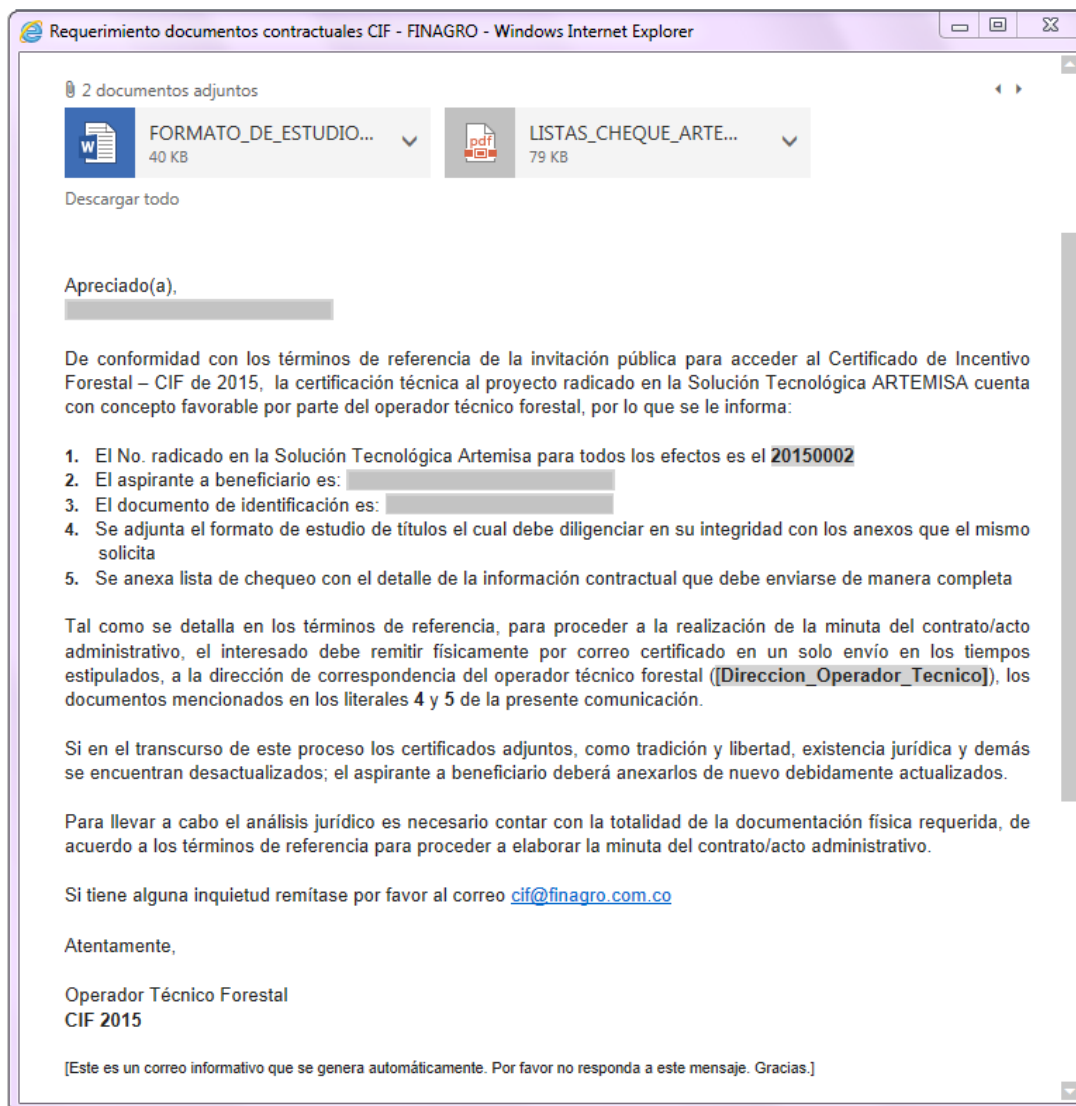 Requerimiento documentos contractuales CIF - FINAGRO - Windows Internet Explorer
2 documentos adjuntos
FORMATO_DE_ESTUDIO...
40 KB
LISTAS_CHEQUE_ARTE...
79 KB
Descargar todo
Apreciado(a),
De conformidad con los términos de referencia de la invitación pública para acceder al Certificado de Incentivo
Forestal – CIF de 2015, la certificación técnica al proyecto radicado en la Solución Tecnológica ARTEMISA cuenta
con concepto favorable por parte del operador técnico forestal, por lo que se le informa:
1. El No. radicado en la Solución Tecnológica Artemisa para todos los efectos es el 20150002
2. El aspirante a beneficiario es:
3. El documento de identificación es:
4. Se adjunta el formato de estudio de títulos el cual debe diligenciar en su integridad con los anexos que el mismo
solicita
5. Se anexa lista de chequeo con el detalle de la información contractual que debe enviarse de manera completa
Tal como se detalla en los términos de referencia, para proceder a la realización de la minuta del contrato/acto
administrativo, el interesado debe remitir físicamente por correo certificado en un solo envío en los tiempos
estipulados, a la dirección de correspondencia del operador técnico forestal ([Direccion_Operador_Tecnico]), los
documentos mencionados en los literales 4 y 5 de la presente comunicación.
Si en el transcurso de este proceso los certificados adjuntos, como tradición y libertad, existencia jurídica y demás
se encuentran desactualizados; el aspirante a beneficiario deberá anexarlos de nuevo debidamente actualizados.
Para llevar a cabo el análisis jurídico es necesario contar con la totalidad de la documentación física requerida, de
acuerdo a los términos de referencia para proceder a elaborar la minuta del contrato/acto administrativo.
Si tiene alguna inquietud remítase por favor al correo cif@finagro.com.co
Atentamente,
Operador Técnico Forestal
CIF 2015
[Este es un correo informativo que se genera automáticamente. Por favor no responda a este mensaje. Gracias.]